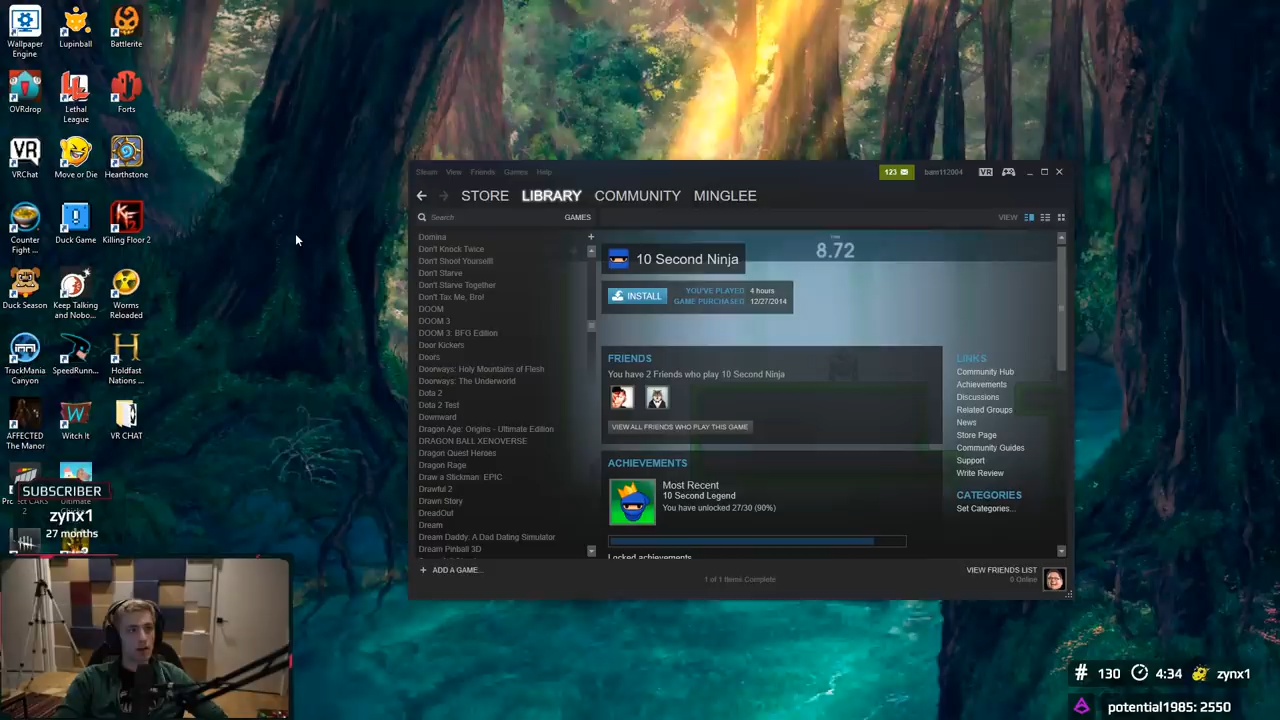 Wallpaper
Engine
Lupinball
Battlerite
OVRdrop
Lethal
League
Forts
VRChat
Move or Die
Hearthstone
Counter
Fight ...
Duck Game
Killing Floor 2
Duck Season
Keep Talking
and Nobo...
Worms
Reloaded
TrackMania
Canyon
SpeedRunn...
Holdfast
Nations ...
AFFECTED
The Manor
Witch It
VR CHAT
SUBSCRIBER
zynx1
27 months
Steam View Friends Games Help
123
bam112004
VR
STORE LIBRARY COMMUNITY MINGLEE
Search
GAMES
VIEW
Domina
Don't Knock Twice
Don't Shoot Yourself!
Don't Starve
Don't Starve Together
Don't Tax Me, Bro!
DOOM
DOOM 3
DOOM 3: BFG Edition
Door Kickers
Doors
Doorways: Holy Mountains of Flesh
Doorways: The Underworld
Dota 2
Dota 2 Test
Downward
Dragon Age: Origins - Ultimate Edition
DRAGON BALL XENOVERSE
Dragon Quest Heroes
Dragon Rage
Draw a Stickman: EPIC
Drawful 2
Drawn Story
DreadOut
Dream
Dream Daddy: A Dad Dating Simulator
Dream Pinball 3D
8.72
10 Second Ninja
INSTALL
YOU'VE PLAYED 4 hours
GAME PURCHASED 12/27/2014
FRIENDS
You have 2 Friends who play 10 Second Ninja
VIEW ALL FRIENDS WHO PLAY THIS GAME
ACHIEVEMENTS
Most Recent
10 Second Legend
You have unlocked 27/30 (90%)
Locked achievements
LINKS
Community Hub
Achievements
Discussions
Related Groups
News
Store Page
Community Guides
Support
Write Review
CATEGORIES
Set Categories...
+ ADD A GAME...
1 of 1 Items Complete
VIEW FRIENDS LIST
0 Online
# 130 4:34 zynx1
potential1985: 2550